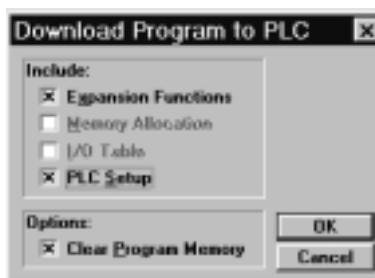 Download Program to PLC
Include:
Expansion Functions
Memory Allocation
I/O Table
PLC Setup
Options:
Clear Program Memory
OK
Cancel